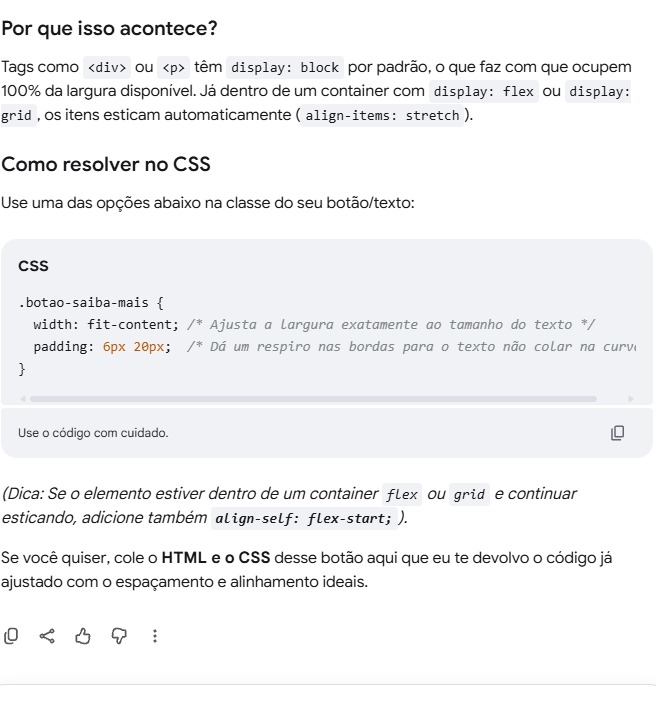 Por que isso acontece?
Tags como <div> ou <p> têm display: block por padrão, o que faz com que ocupem
100% da largura disponível. Já dentro de um container com display: flex ou display:
grid , os itens esticam automaticamente ( align-items: stretch ).
Como resolver no CSS
Use uma das opções abaixo na classe do seu botão/texto:
CSS
.botao-saiba-mais {
width: fit-content; /* Ajusta a largura exatamente ao tamanho do texto */
padding: 6px 20px; /* Dá um respiro nas bordas para o texto não colar na curv
}
Use o código com cuidado.
(Dica: Se o elemento estiver dentro de um container flex ou grid e continuar
esticando, adicione também align-self: flex-start; ).
Se você quiser, cole o HTML e o CSS desse botão aqui que eu te devolvo o código já
ajustado com o espaçamento e alinhamento ideais.